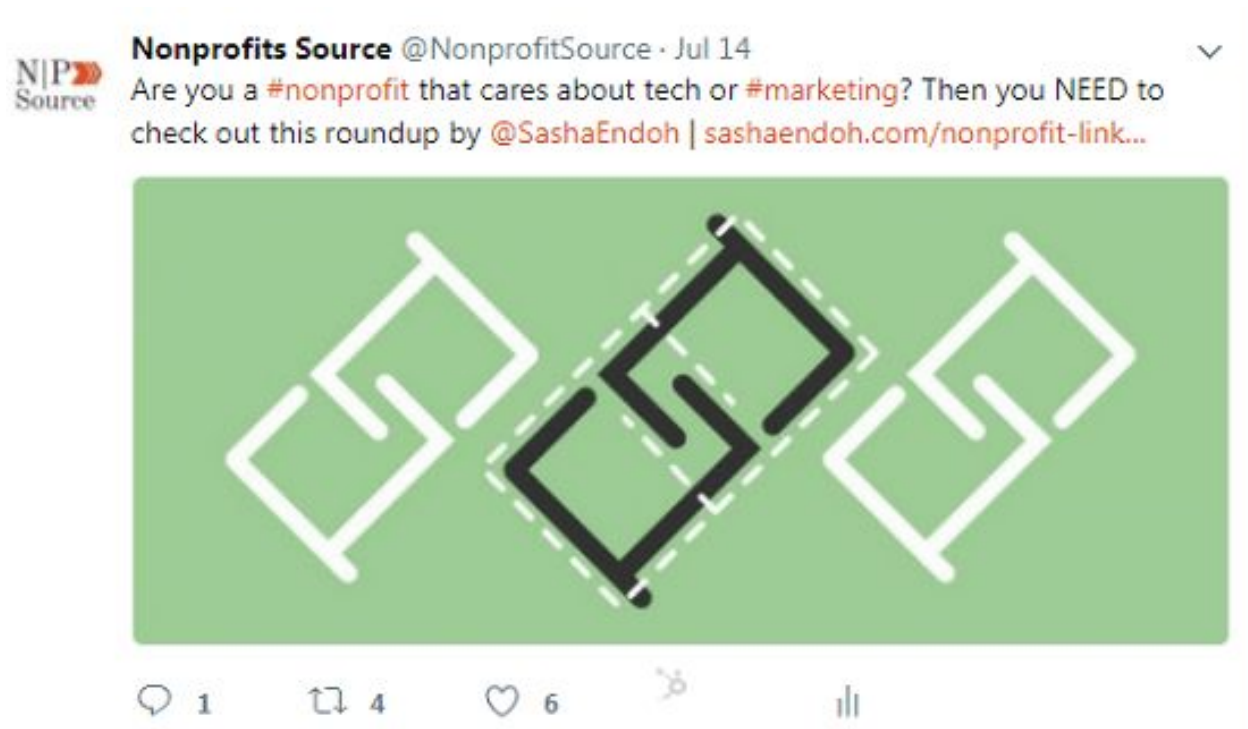 Nonprofits Source @NonprofitSource · Jul 14
N|P
Source
Are you a #nonprofit that cares about tech or #marketing? Then you NEED to
check out this roundup by @SashaEndoh | sashaendoh.com/nonprofit-link...
1 4 6